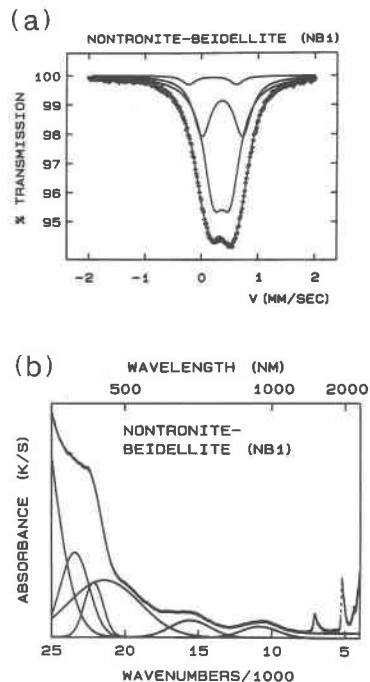 (a)
NONTRONITE-BEIDELLITE (NB1)
% TRANSMISSION
100
99
98
97
96
95
-2 -1 0 1 2
V (MM/SEC)
(b)
WAVELENGTH (NM)
500 1000 2000
NONTRONITE-
BEIDELLITE (NB1)
ABSORBANCE (K/S)
25 20 15 10 5
WAVENUMBERS/1000